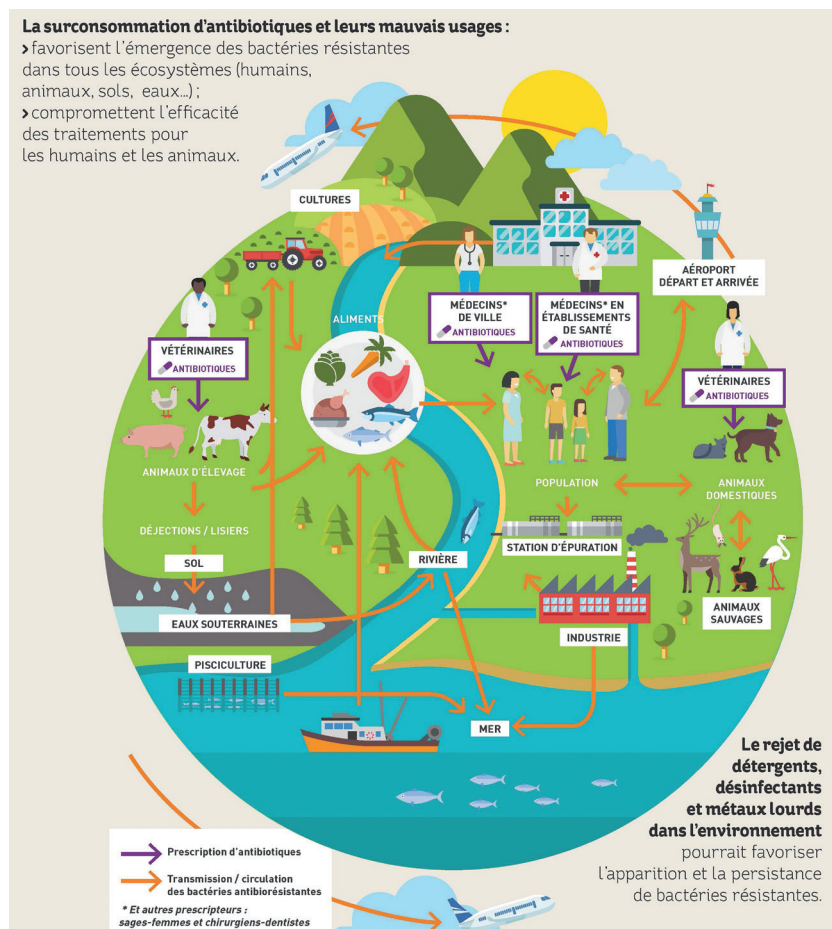 La surconsommation d’antibiotiques et leurs mauvais usages :
> favorisent l’émergence des bactéries résistantes
dans tous les écosystèmes (humains,
animaux, sols, eaux...) ;
> compromettent l’efficacité
des traitements pour
les humains et les animaux.
CULTURES
AÉROPORT
DÉPART ET ARRIVÉE
MÉDECINS*
DE VILLE
ANTIBIOTIQUES
MÉDECINS* EN
ÉTABLISSEMENTS
DE SANTÉ
ANTIBIOTIQUES
ALIMENTS
VÉTÉRINAIRES
ANTIBIOTIQUES
VÉTÉRINAIRES
ANTIBIOTIQUES
ANIMAUX D’ÉLEVAGE
POPULATION
ANIMAUX
DOMESTIQUES
DÉJECTIONS / LISIERS
STATION D’ÉPURATION
SOL
RIVIÈRE
ANIMAUX
SAUVAGES
EAUX SOUTERRAINES
INDUSTRIE
PISCICULTURE
MER
Le rejet de
détergents,
désinfectants
et métaux lourds
dans l’environnement
pourrait favoriser
l’apparition et la persistance
de bactéries résistantes.
Prescription d’antibiotiques
Transmission / circulation
des bactéries antibiorésistantes
* Et autres prescripteurs :
sages-femmes et chirurgiens-dentistes